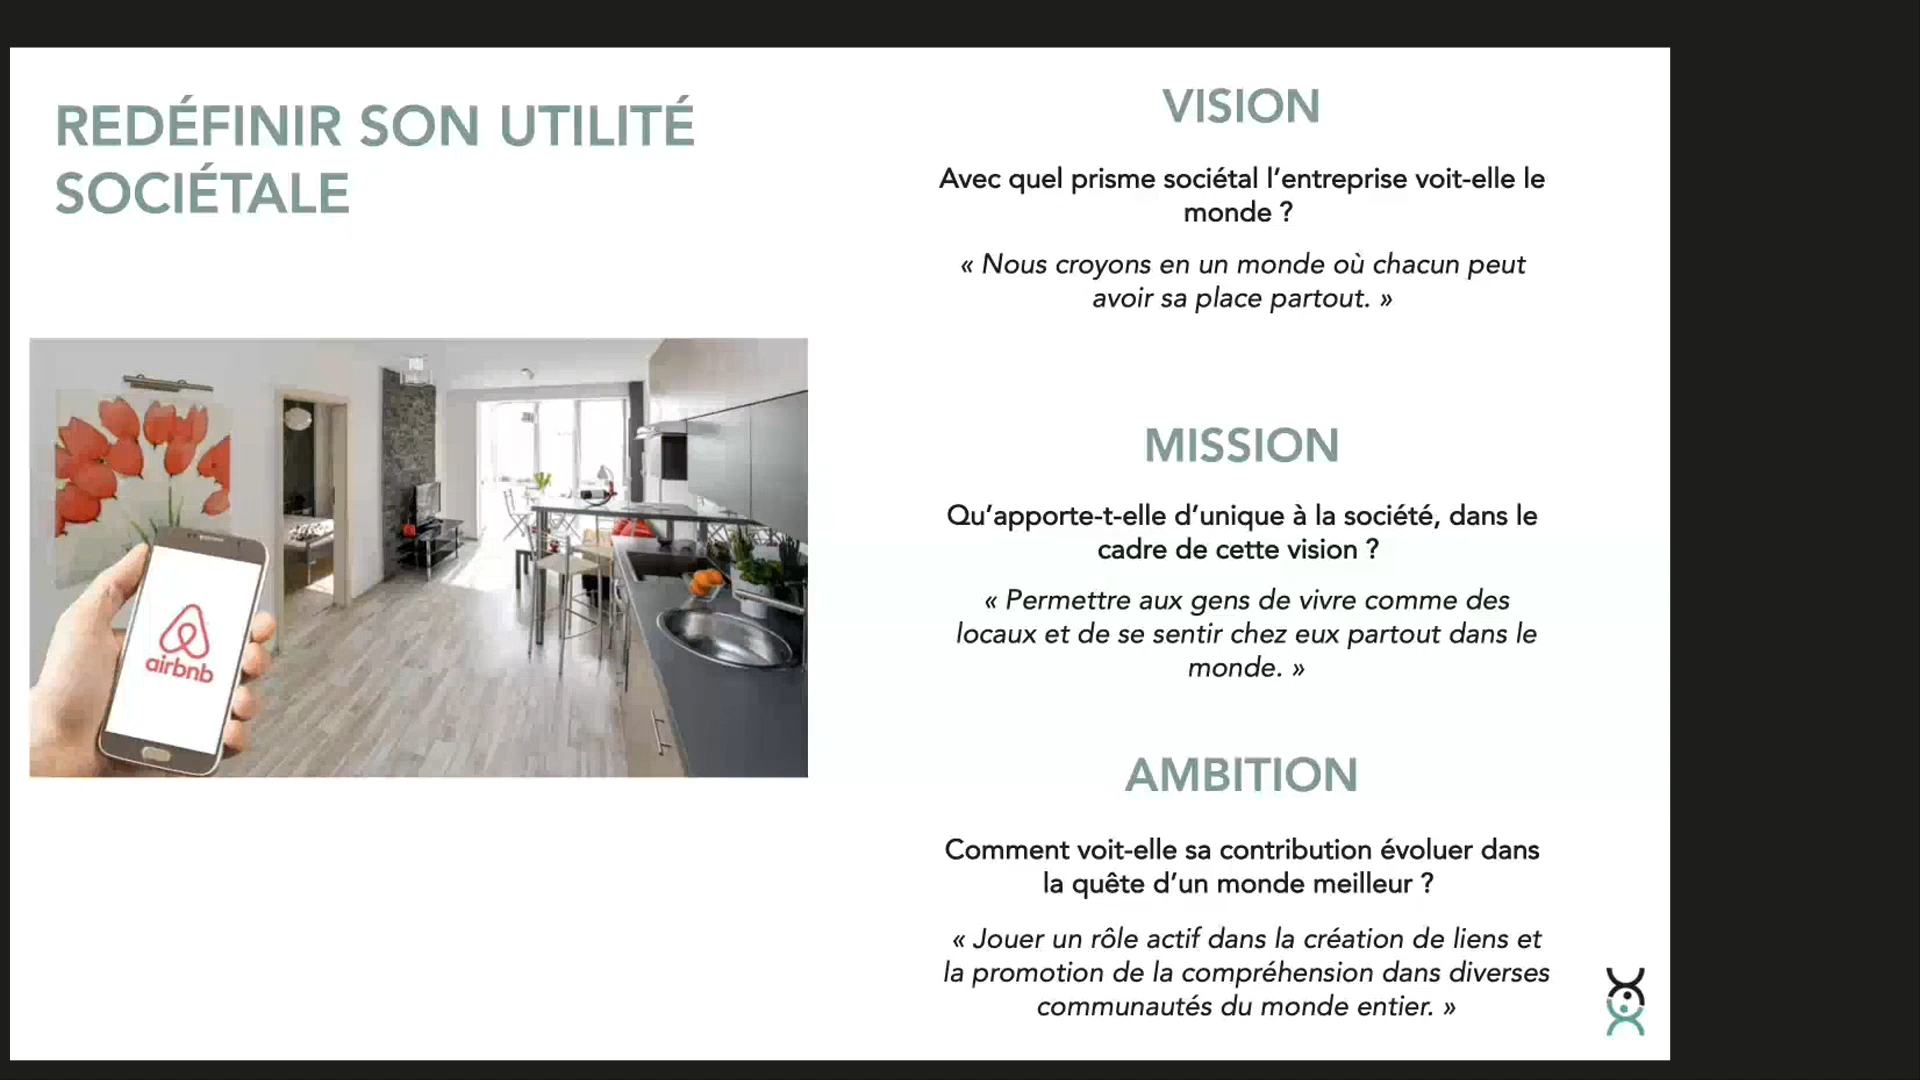 REDÉFINIR SON UTILITÉ
SOCIÉTALE
airbnb
VISION
Avec quel prisme sociétal l’entreprise voit-elle le
monde ?
« Nous croyons en un monde où chacun peut
avoir sa place partout. »
MISSION
Qu’apporte-t-elle d’unique à la société, dans le
cadre de cette vision ?
« Permettre aux gens de vivre comme des
locaux et de se sentir chez eux partout dans le
monde. »
AMBITION
Comment voit-elle sa contribution évoluer dans
la quête d’un monde meilleur ?
« Jouer un rôle actif dans la création de liens et
la promotion de la compréhension dans diverses
communautés du monde entier. »